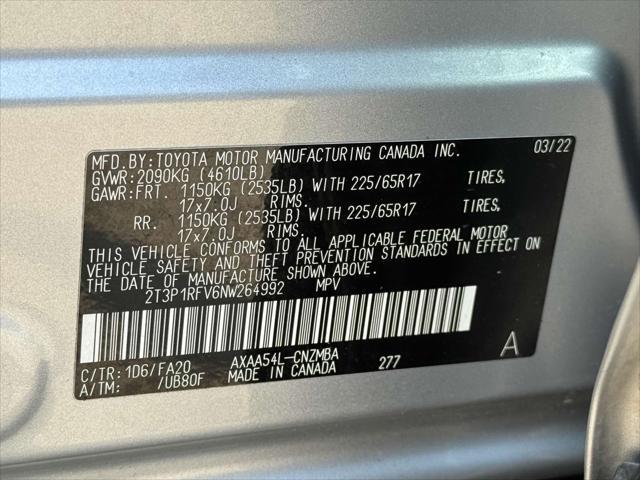 MFD.BY:TOYOTA MOTOR MANUFACTURING CANADA INC. 03/22
GVWR:2090KG (4610LB)
GAWR:FRT. 1150KG (2535LB) WITH 225/65R17 TIRES,
17x7.0J RIMS.
RR. 1150KG (2535LB) WITH 225/65R17 TIRES,
17x7.0J RIMS.
THIS VEHICLE CONFORMS TO ALL APPLICABLE FEDERAL MOTOR
VEHICLE SAFETY AND THEFT PREVENTION STANDARDS IN EFFECT ON
THE DATE OF MANUFACTURE SHOWN ABOVE.
2T3P1RFV6NW264992 MPV
A
C/TR:1D6/FA20 AXAA54L-CNZMBA 277
A/TM: /UB80F MADE IN CANADA